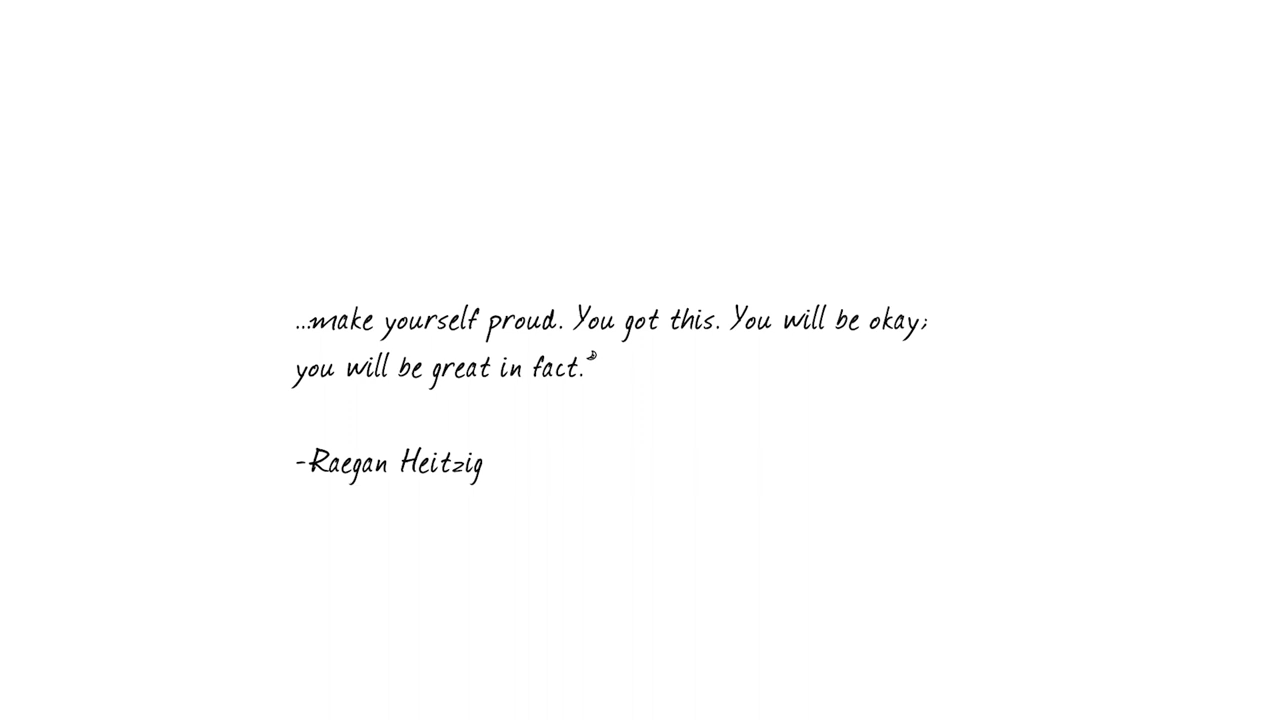 ...make yourself proud. You got this. You will be okay;
you will be great in fact.
-Raegan Heitzig